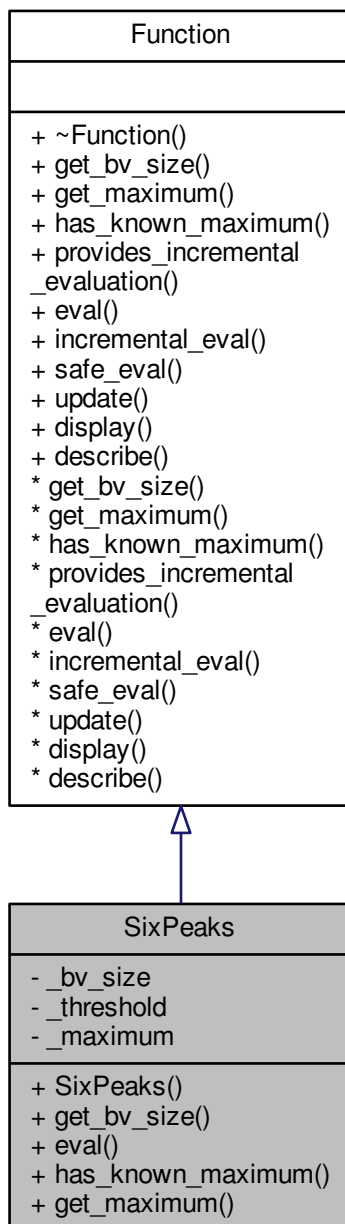 Function
+ ~Function()
+ get_bv_size()
+ get_maximum()
+ has_known_maximum()
+ provides_incremental
_evaluation()
+ eval()
+ incremental_eval()
+ safe_eval()
+ update()
+ display()
+ describe()
* get_bv_size()
* get_maximum()
* has_known_maximum()
* provides_incremental
_evaluation()
* eval()
* incremental_eval()
* safe_eval()
* update()
* display()
* describe()
SixPeaks
- _bv_size
- _threshold
- _maximum
+ SixPeaks()
+ get_bv_size()
+ eval()
+ has_known_maximum()
+ get_maximum()